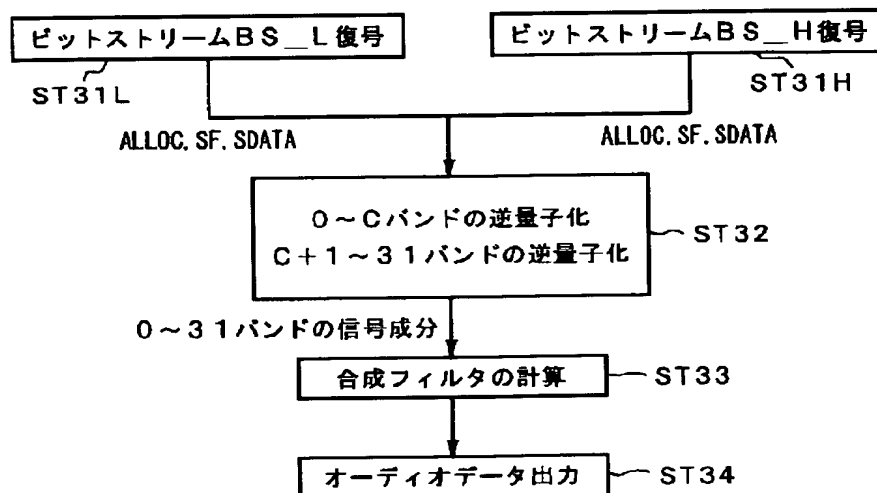 ビットストリームBS__L復号
ビットストリームBS__H復号
ST31L
ST31H
ALLOC.SF.SDATA
ALLOC.SF.SDATA
0~Cバンドの逆量子化
C+1~31バンドの逆量子化
ST32
0~31バンドの信号成分
合成フィルタの計算
ST33
オーディオデータ出力
ST34